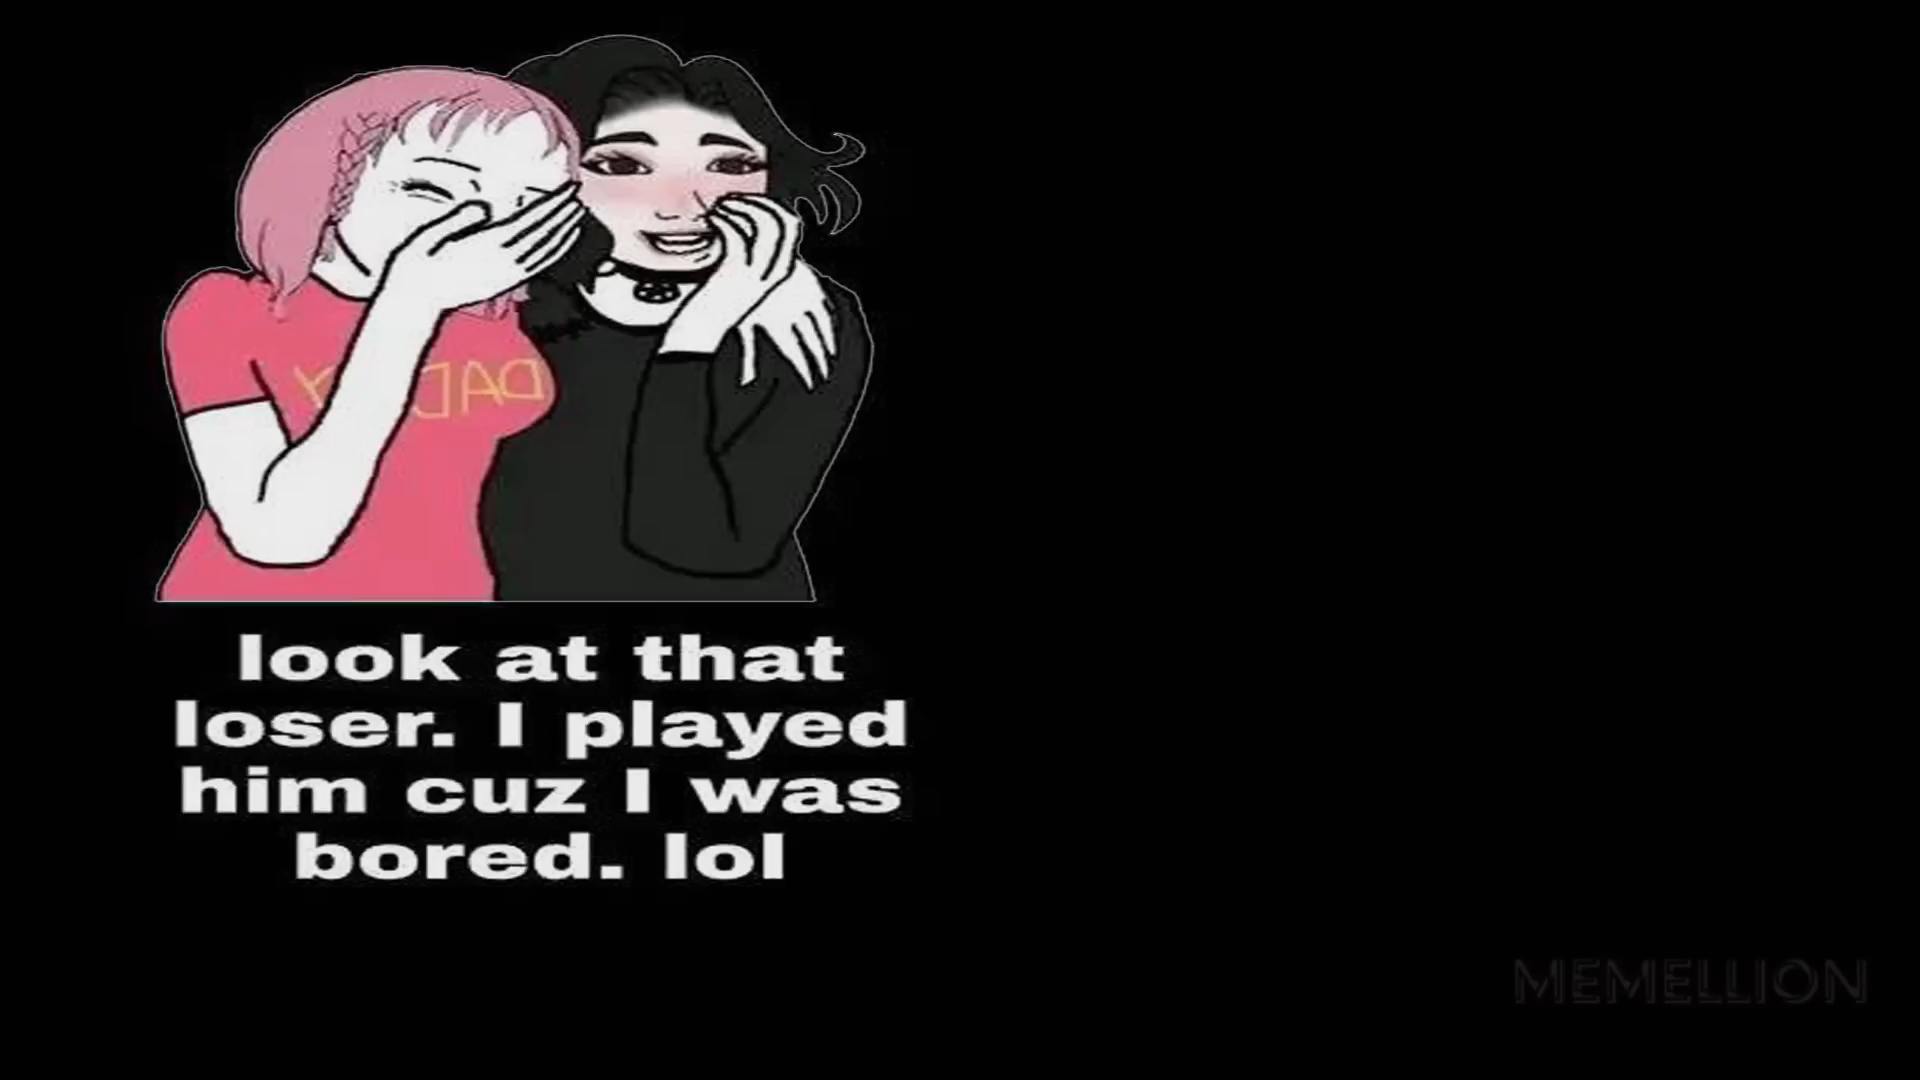 look at that
loser. I played
him cuz I was
bored. lol
MEMELLION